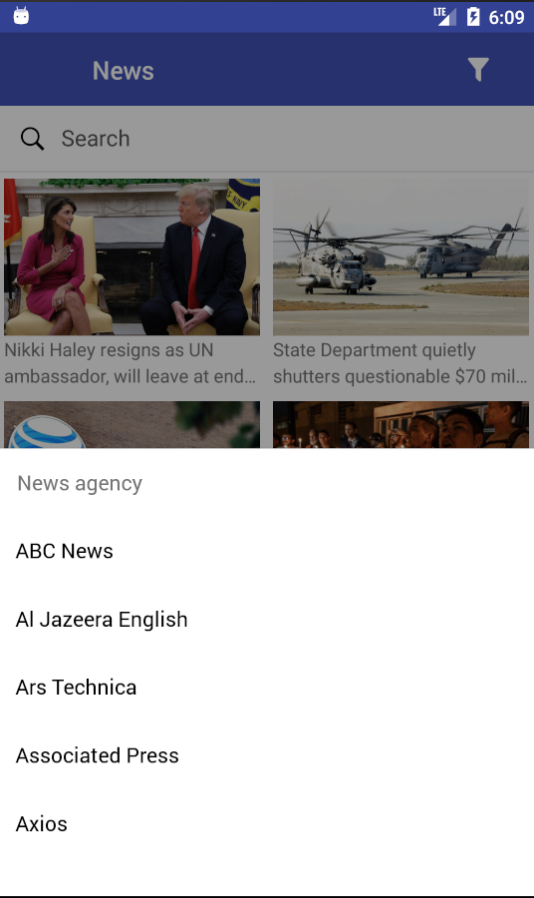 LTE 6:09
News
Search
Nikki Haley resigns as UN
ambassador, will leave at end…
State Department quietly
shutters questionable $70 mil…
News agency
ABC News
Al Jazeera English
Ars Technica
Associated Press
Axios